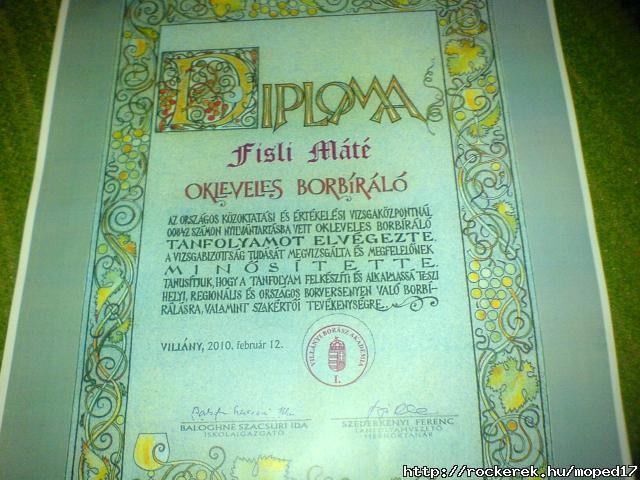 DIPLOMA
Fisli Máté
OKLEVELES BORBÍRÁLÓ
AZ ORSZÁGOS KÖZOKTATÁSI ÉS ÉRTÉKELÉSI VIZSGAKÖZPONTNÁL
00842 SZÁMON NYILVÁNTARTÁSBA VETT OKLEVELES BORBÍRÁLÓ
TANFOLYAMOT ELVÉGEZTE.
A VIZSGABIZOTTSÁG TUDÁSÁT MEGVIZSGÁLTA ÉS MEGFELELŐNEK
MINŐSÍTETTE.
TANUSÍTJUK, HOGY A TANFOLYAM FELKÉSZÍTI ÉS ALKALMASSÁ TESZI
HELYI, REGIONÁLIS ÉS ORSZÁGOS BORVERSENYEN VALÓ BORBÍ-
RÁLÁSRA, VALAMINT SZAKÉRTŐI TEVÉKENYSÉGRE.
VILLÁNY, 2010. február 12.
VILLÁNYI BORÁSZ AKADÉMIA
I.
BALOGHNÉ SZACSURI IDA
ISKOLAIGAZGATÓ
SZEDERKÉNYI FERENC
TANFOLYAMVEZETŐ
MÉRNÖKTANÁR
http://rockerek.hu/moped17